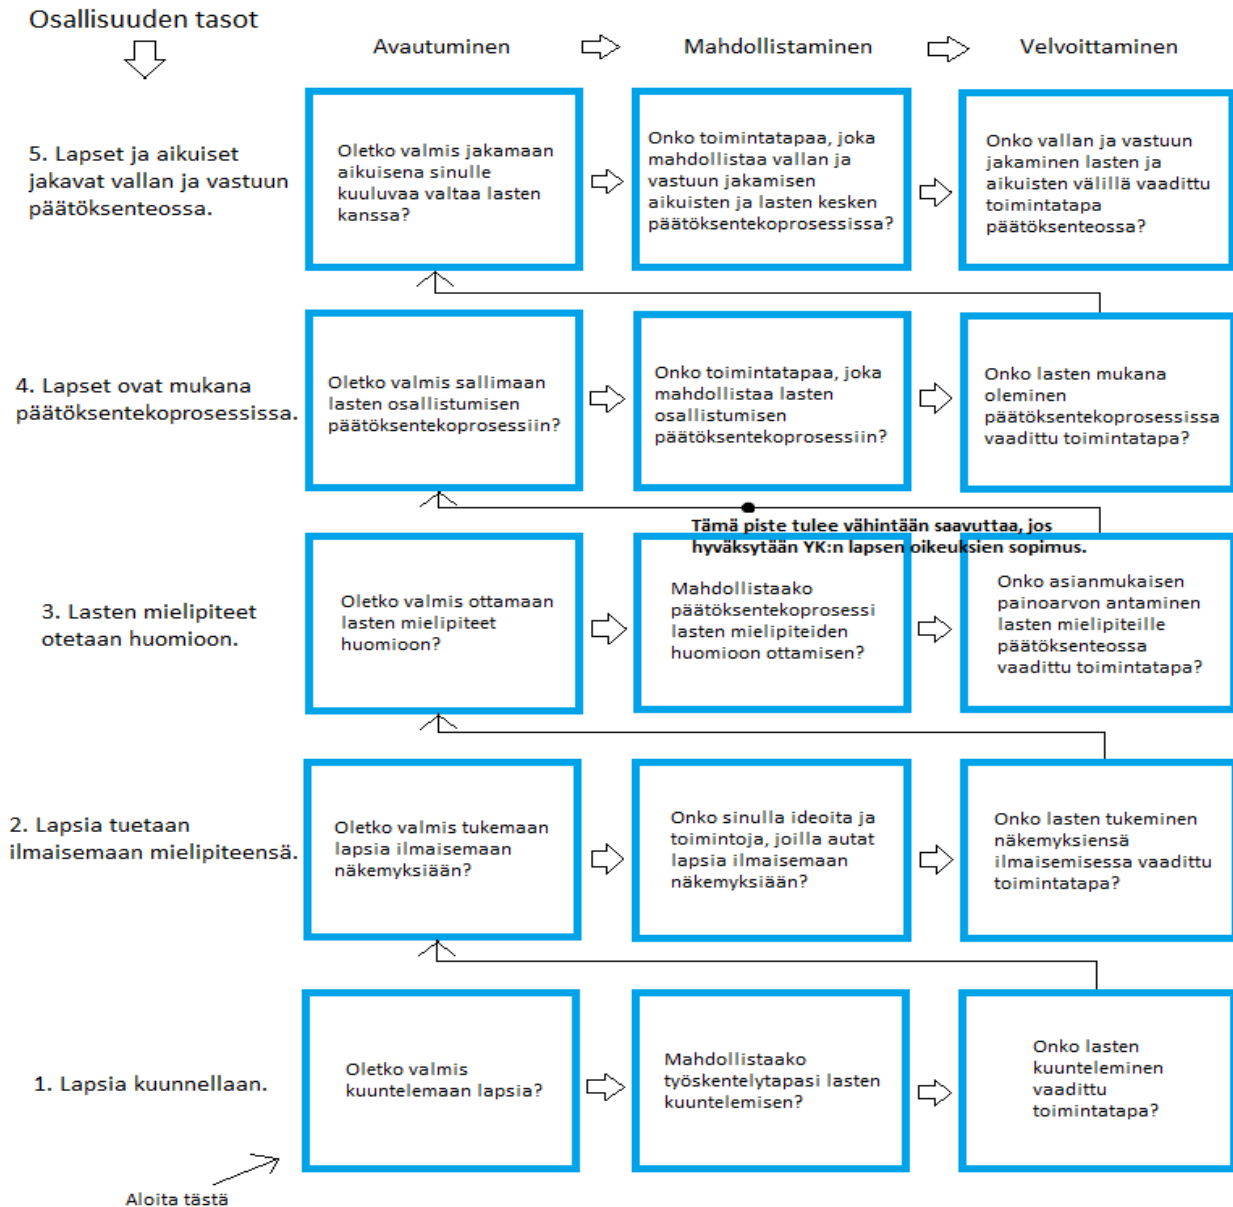 Osallisuuden tasot
Avautuminen
Mahdollistaminen
Velvoittaminen
5. Lapset ja aikuiset
jakavat vallan ja vastuun
päätöksenteossa.
Oletko valmis jakamaan
aikuisena sinulle
kuuluvaa valtaa lasten
kanssa?
Onko toimintatapaa, joka
mahdollistaa vallan ja
vastuun jakamisen
aikuisten ja lasten kesken
päätöksentekoprosessissa?
Onko vallan ja vastuun
jakaminen lasten ja
aikuisten välillä vaadittu
toimintatapa
päätöksenteossa?
4. Lapset ovat mukana
päätöksentekoprosessissa.
Oletko valmis sallimaan
lasten osallistumisen
päätöksentekoprosessiin?
Onko toimintatapaa, joka
mahdollistaa lasten
osallistumisen
päätöksentekoprosessiin?
Onko lasten mukana
oleminen
päätöksentekoprosessissa
vaadittu toimintatapa?
Tämä piste tulee vähintään saavuttaa, jos
hyväksytään YK:n lapsen oikeuksien sopimus.
3. Lasten mielipiteet
otetaan huomioon.
Oletko valmis ottamaan
lasten mielipiteet
huomioon?
Mahdollistaako
päätöksentekoprosessi
lasten mielipiteiden
huomioon ottamisen?
Onko asianmukaisen
painoarvon antaminen
lasten mielipiteille
päätöksenteossa
vaadittu toimintatapa?
2. Lapsia tuetaan
ilmaisemaan mielipiteensä.
Oletko valmis tukemaan
lapsia ilmaisemaan
näkemyksiään?
Onko sinulla ideoita ja
toimintoja, joilla autat
lapsia ilmaisemaan
näkemyksiään?
Onko lasten tukeminen
näkemyksiensä
ilmaisemisessa vaadittu
toimintatapa?
1. Lapsia kuunnellaan.
Oletko valmis
kuuntelemaan lapsia?
Mahdollistaako
työskentelytapasi lasten
kuuntelemisen?
Onko lasten
kuunteleminen
vaadittu
toimintatapa?
Aloita tästä